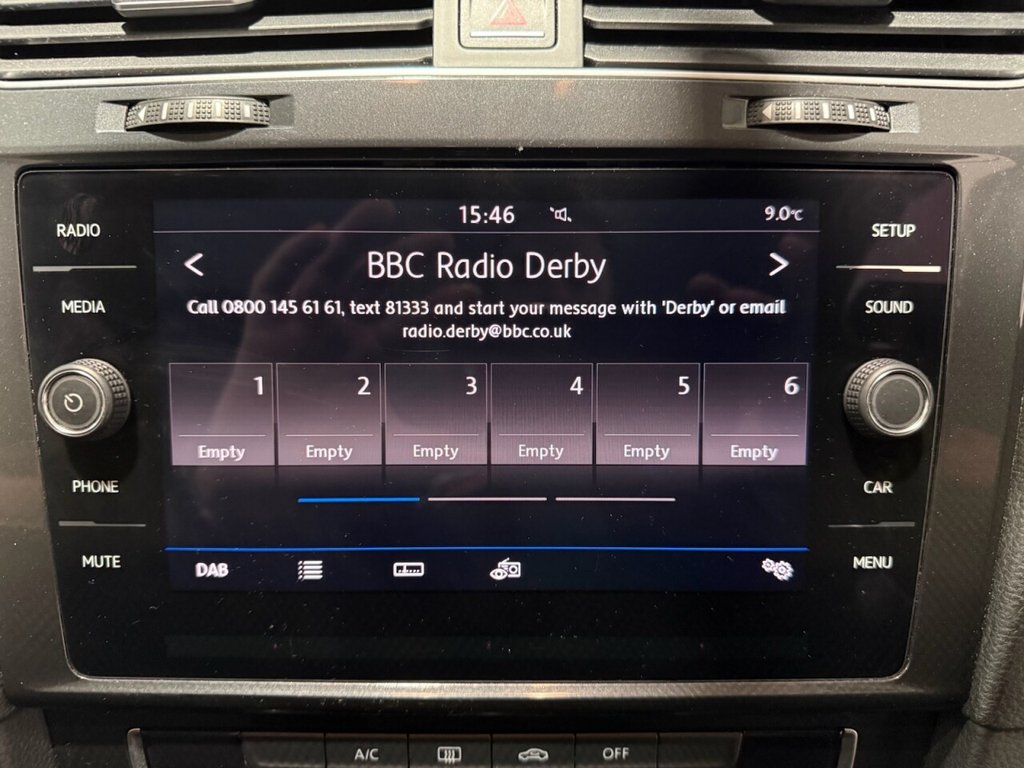 15:46 9.0°C
RADIO SETUP
< BBC Radio Derby >
MEDIA SOUND
Call 0800 145 61 61, text 81333 and start your message with 'Derby' or email
radio.derby@bbc.co.uk
1 2 3 4 5 6
Empty Empty Empty Empty Empty Empty
PHONE CAR
MUTE MENU
DAB
A/C OFF